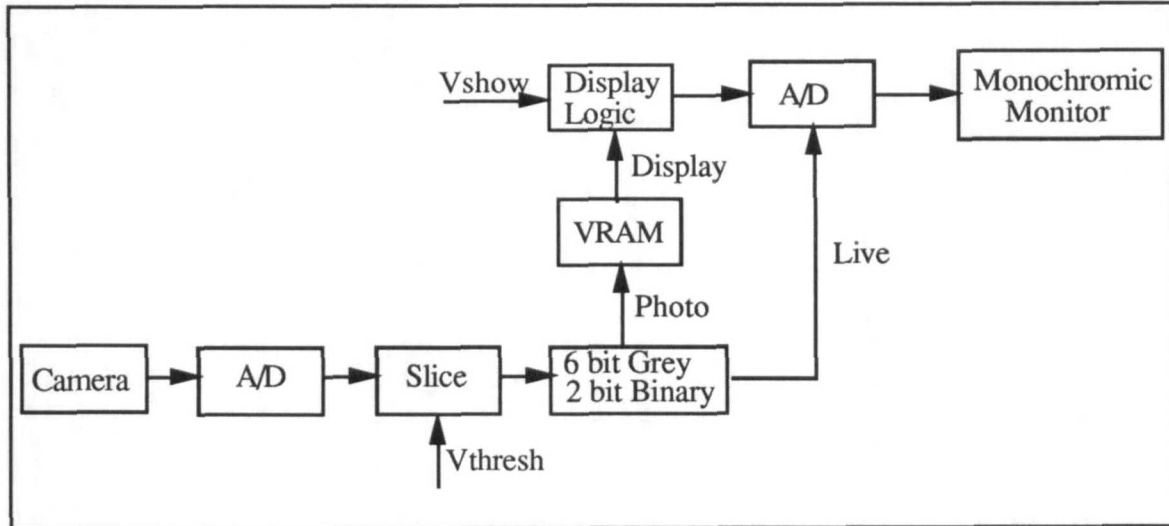 Vshow
Display
Logic
A/D
Monochromic
Monitor
Display
VRAM
Live
Photo
Camera
A/D
Slice
6 bit Grey
2 bit Binary
Vthresh